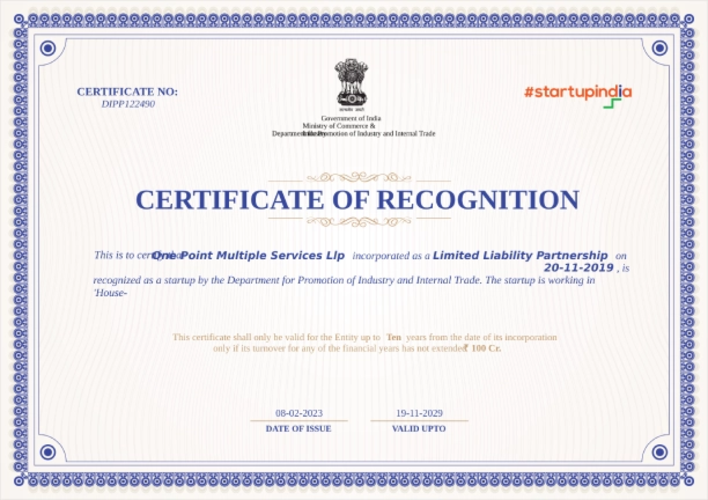 CERTIFICATE NO:
DIPP122490
#startupindia
सत्यमेव जयते
Government of India
Ministry of Commerce &
Department for Promotion of Industry and Internal Trade
CERTIFICATE OF RECOGNITION
This is to certify that One Point Multiple Services Llp incorporated as a Limited Liability Partnership on
20-11-2019 , is
recognized as a startup by the Department for Promotion of Industry and Internal Trade. The startup is working in
'House-
This certificate shall only be valid for the Entity up to Ten years from the date of its incorporation
only if its turnover for any of the financial years has not extended ₹ 100 Cr.
08-02-2023
19-11-2029
DATE OF ISSUE
VALID UPTO